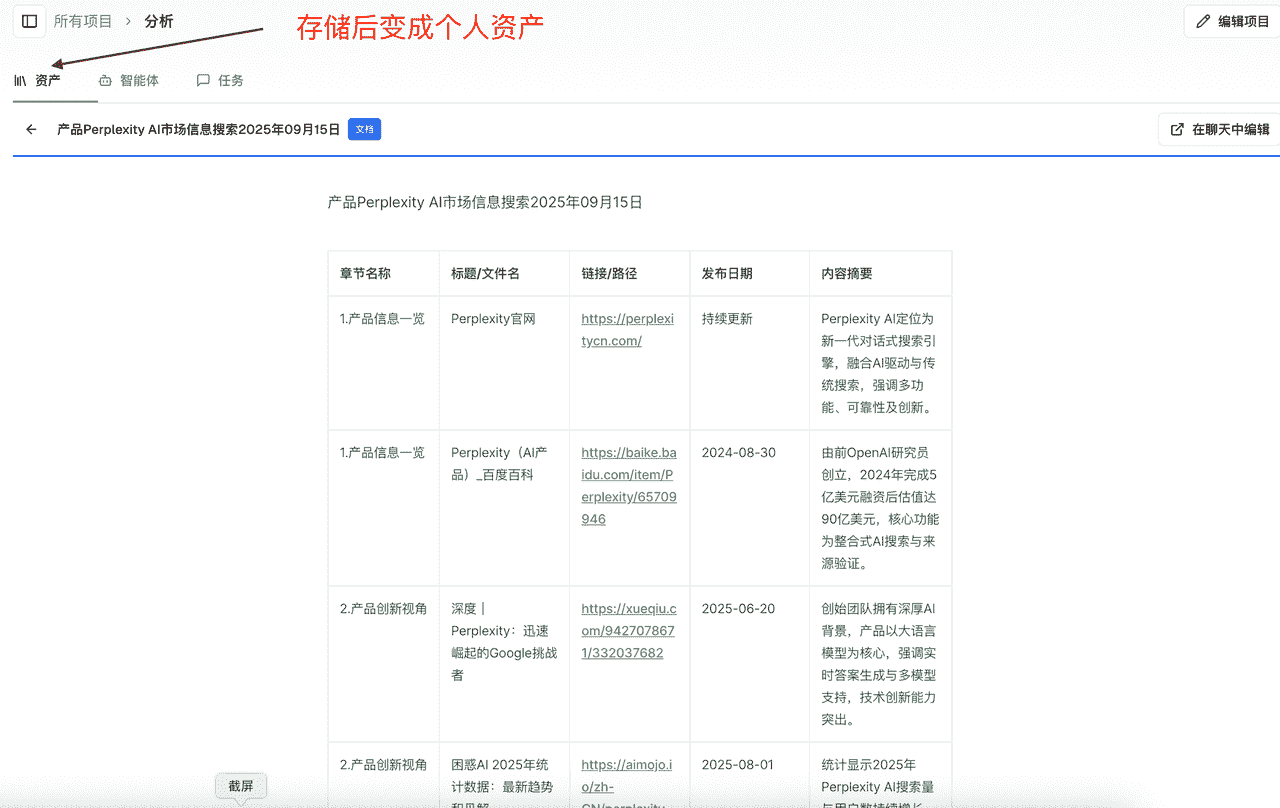 所有项目 > 分析
存储后变成个人资产
编辑项目
资产
智能体
任务
产品Perplexity AI市场信息搜索2025年09月15日 文档
在聊天中编辑
产品Perplexity AI市场信息搜索2025年09月15日
章节名称
标题/文件名
链接/路径
发布日期
内容摘要
1.产品信息一览
Perplexity官网
https://perplexi
tycn.com/
持续更新
Perplexity AI定位为
新一代对话式搜索引
擎，融合AI驱动与传
统搜索，强调多功
能、可靠性及创新。
1.产品信息一览
Perplexity（AI产
品）_百度百科
https://baike.ba
idu.com/item/P
erplexity/65709
946
2024-08-30
由前OpenAI研究员
创立，2024年完成5
亿美元融资后估值达
90亿美元，核心功能
为整合式AI搜索与来
源验证。
2.产品创新视角
深度｜
Perplexity：迅速
崛起的Google挑战
者
https://xueqiu.c
om/942707867
1/332037682
2025-06-20
创始团队拥有深厚AI
背景，产品以大语言
模型为核心，强调实
时答案生成与多模型
支持，技术创新能力
突出。
2.产品创新视角
困惑AI 2025年统
计数据：最新趋势
和见解
https://aimojo.i
o/zh-
CN/perplexity
2025-08-01
统计显示2025年
Perplexity AI搜索量
与用户数持续增长
截屏